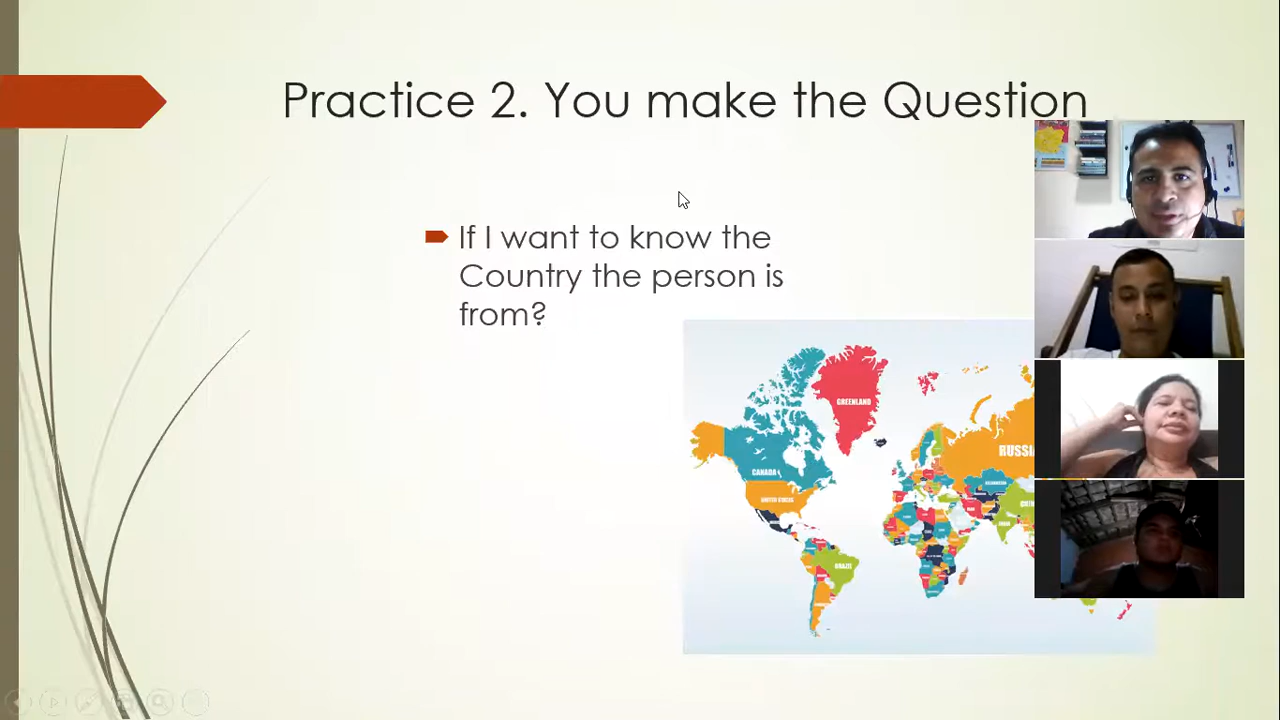 Practice 2. You make the Question
If I want to know the
Country the person is
from?
GREENLAND
CANADA
UNITED STATES
BRAZIL
RUSSIA